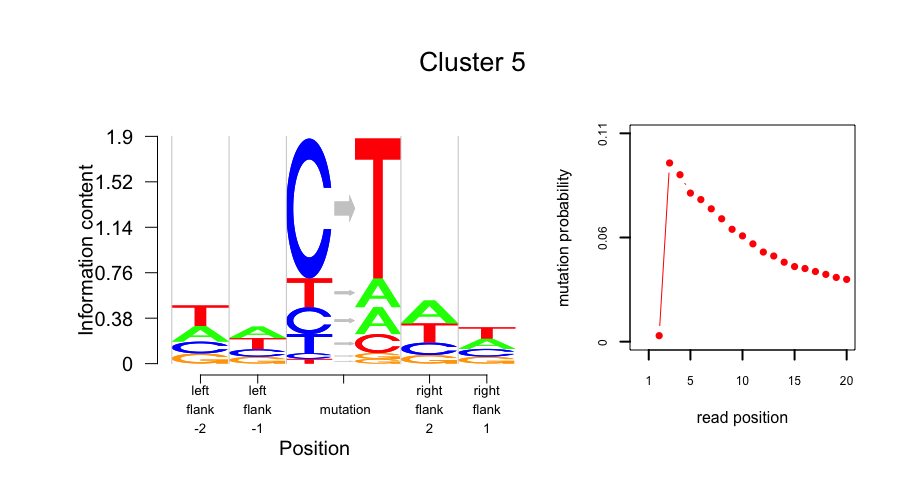 Cluster 5
Information content
1.9
1.52
1.14
0.76
0.38
0
T A C G
A T C G
C T C T C T
T A A C G G
A T C G
T A C G
left flank -2
left flank -1
mutation
right flank 2
right flank 1
Position
mutation probability
0.11
0.06
0
1 5 10 15 20
read position